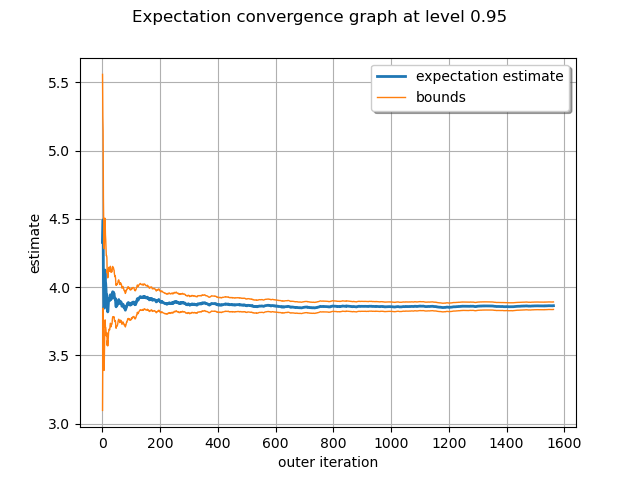 Expectation convergence graph at level 0.95
expectation estimate
bounds
5.5
5.0
4.5
4.0
3.5
3.0
estimate
0 200 400 600 800 1000 1200 1400 1600
outer iteration